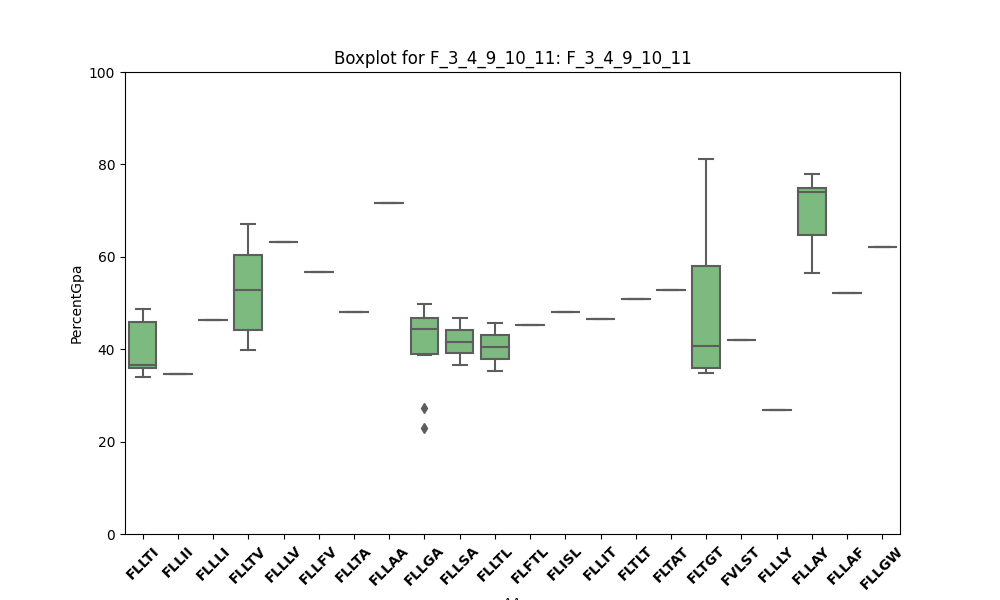 Boxplot for F_3_4_9_10_11: F_3_4_9_10_11
100
80
60
40
20
0
PercentGpa
FLLTI
FLLII
FLLLI
FLLTV
FLLLV
FLLFV
FLLTA
FLLAA
FLLGA
FLLSA
FLLTL
FLFTL
FLISL
FLLIT
FLTLT
FLTAT
FLTGT
FVLST
FLLLY
FLLAY
FLLAF
FLLGW